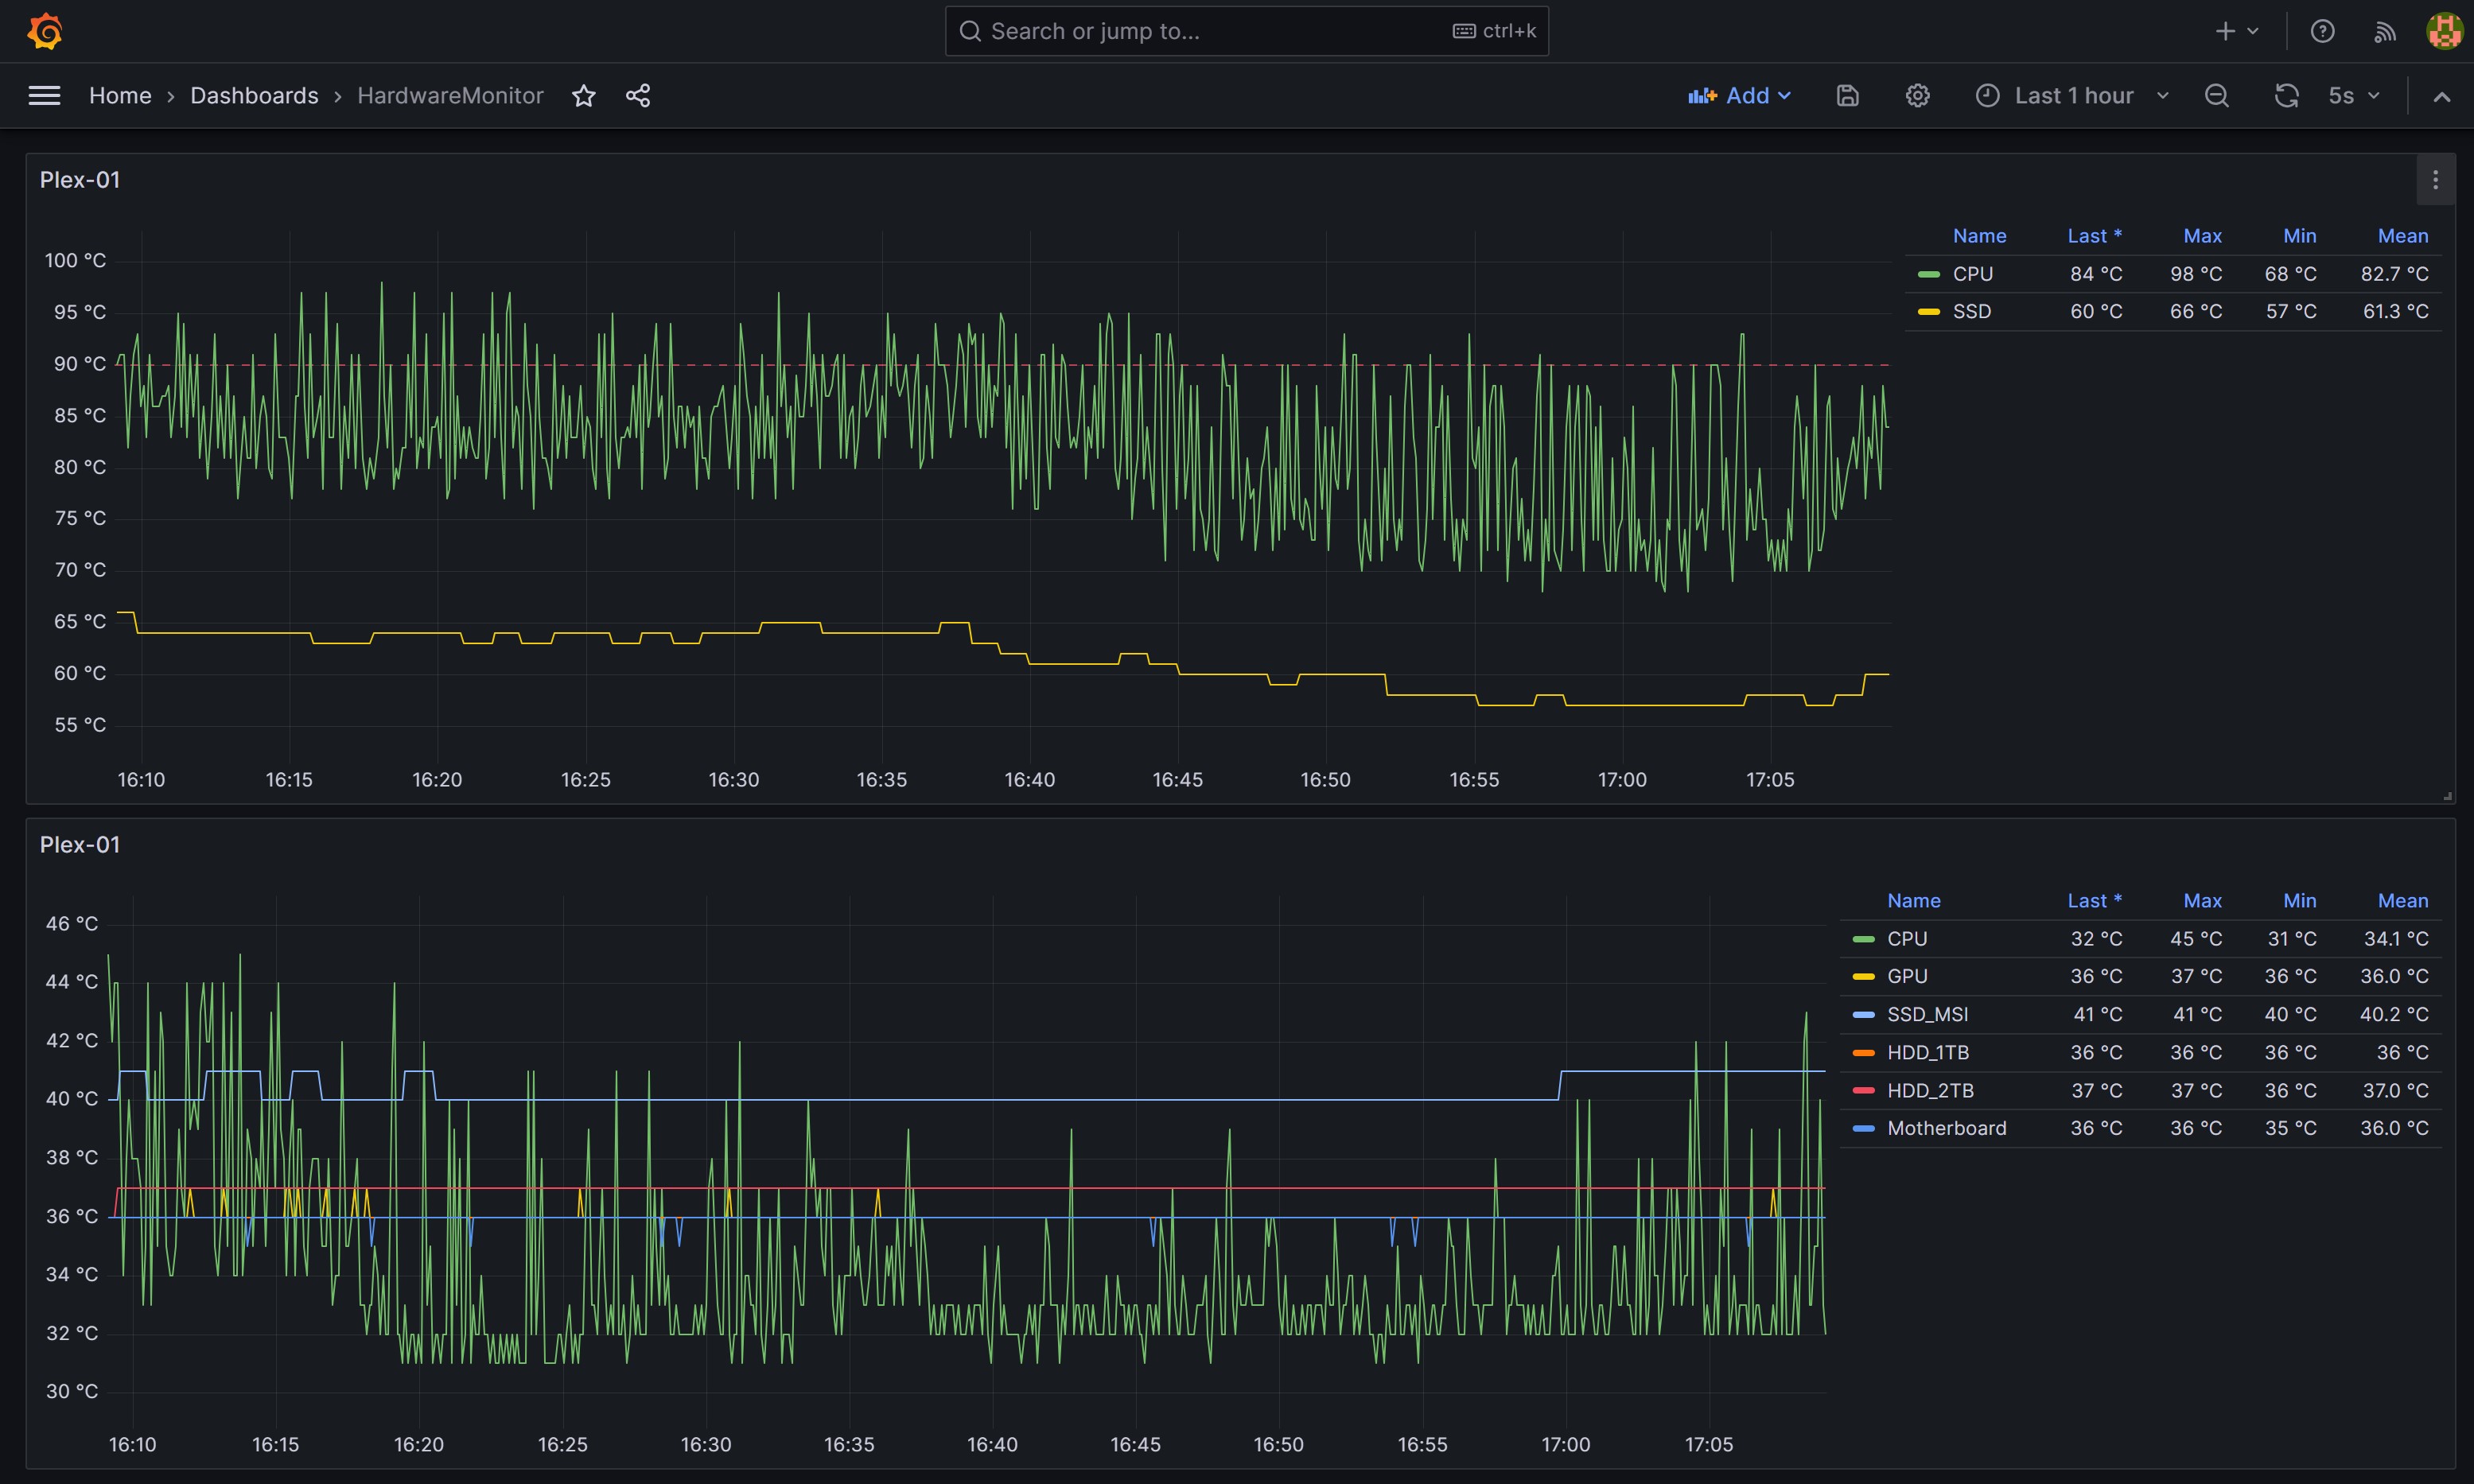 Search or jump to... ctrl+k
Home › Dashboards › HardwareMonitor Add Last 1 hour 5s
Plex-01
Name Last * Max Min Mean
CPU 84 °C 98 °C 68 °C 82.7 °C
SSD 60 °C 66 °C 57 °C 61.3 °C
100 °C
95 °C
90 °C
85 °C
80 °C
75 °C
70 °C
65 °C
60 °C
55 °C
16:10 16:15 16:20 16:25 16:30 16:35 16:40 16:45 16:50 16:55 17:00 17:05
Plex-01
Name Last * Max Min Mean
CPU 32 °C 45 °C 31 °C 34.1 °C
GPU 36 °C 37 °C 36 °C 36.0 °C
SSD_MSI 41 °C 41 °C 40 °C 40.2 °C
HDD_1TB 36 °C 36 °C 36 °C 36 °C
HDD_2TB 37 °C 37 °C 36 °C 37.0 °C
Motherboard 36 °C 36 °C 35 °C 36.0 °C
46 °C
44 °C
42 °C
40 °C
38 °C
36 °C
34 °C
32 °C
30 °C
16:10 16:15 16:20 16:25 16:30 16:35 16:40 16:45 16:50 16:55 17:00 17:05